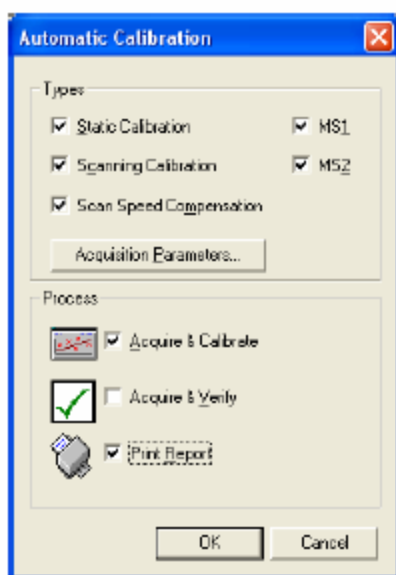 Automatic Calibration
Types
Static Calibration MS1
Scanning Calibration MS2
Scan Speed Compensation
Acquisition Parameters...
Process
Acquire & Calibrate
Acquire & Verify
Print Report
OK Cancel